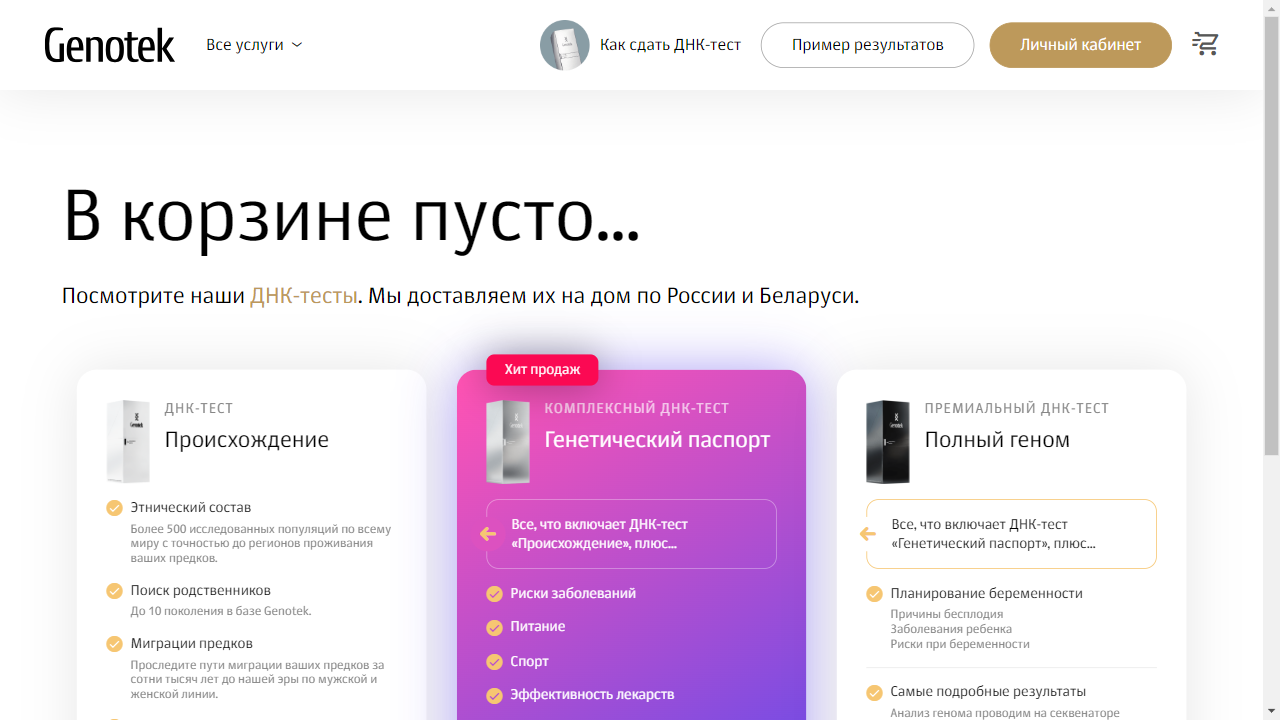 Genotek
Все услуги
Как сдать ДНК-тест
Пример результатов
Личный кабинет
В корзине пусто...
Посмотрите наши ДНК-тесты. Мы доставляем их на дом по России и Беларуси.
ДНК-ТЕСТ
Происхождение
Этнический состав
Более 500 исследованных популяций по всему
миру с точностью до регионов проживания
ваших предков.
Поиск родственников
До 10 поколения в базе Genotek.
Миграции предков
Проследите пути миграции ваших предков за
сотни тысяч лет до нашей эры по мужской и
женской линии.
Хит продаж
Genotek
КОМПЛЕКСНЫЙ ДНК-ТЕСТ
Генетический паспорт
Все, что включает ДНК-тест
«Происхождение», плюс...
Риски заболеваний
Питание
Спорт
Эффективность лекарств
Genotek
ПРЕМИАЛЬНЫЙ ДНК-ТЕСТ
Полный геном
Все, что включает ДНК-тест
«Генетический паспорт», плюс...
Планирование беременности
Причины бесплодия
Заболевания ребенка
Риски при беременности
Самые подробные результаты
Анализ генома проводим на секвенаторе